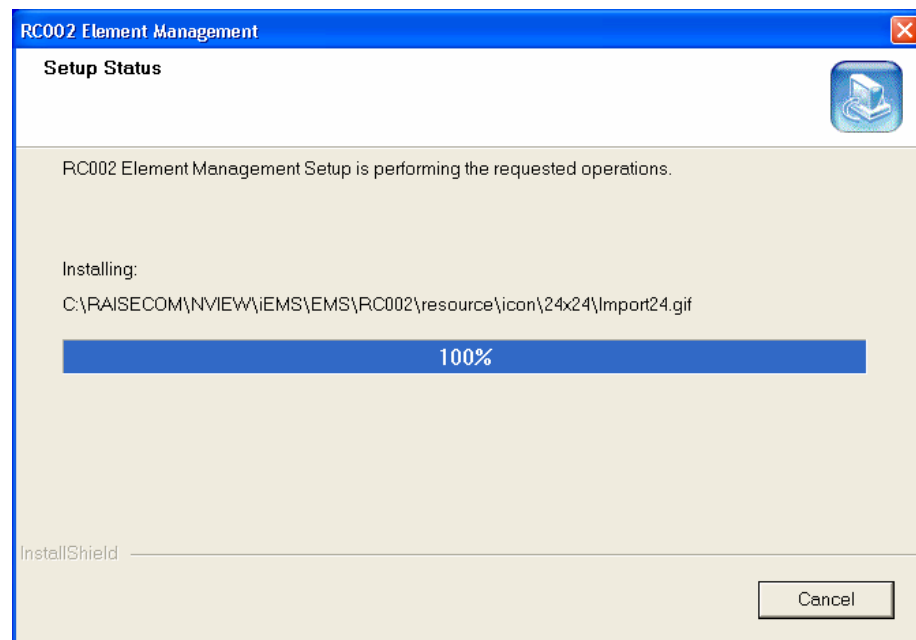 RC002 Element Management
Setup Status
RC002 Element Management Setup is performing the requested operations.
Installing:
C:\RAISECOM\NVIEW\iEMS\EMS\RC002\resource\icon\24x24\Import24.gif
100%
InstallShield
Cancel